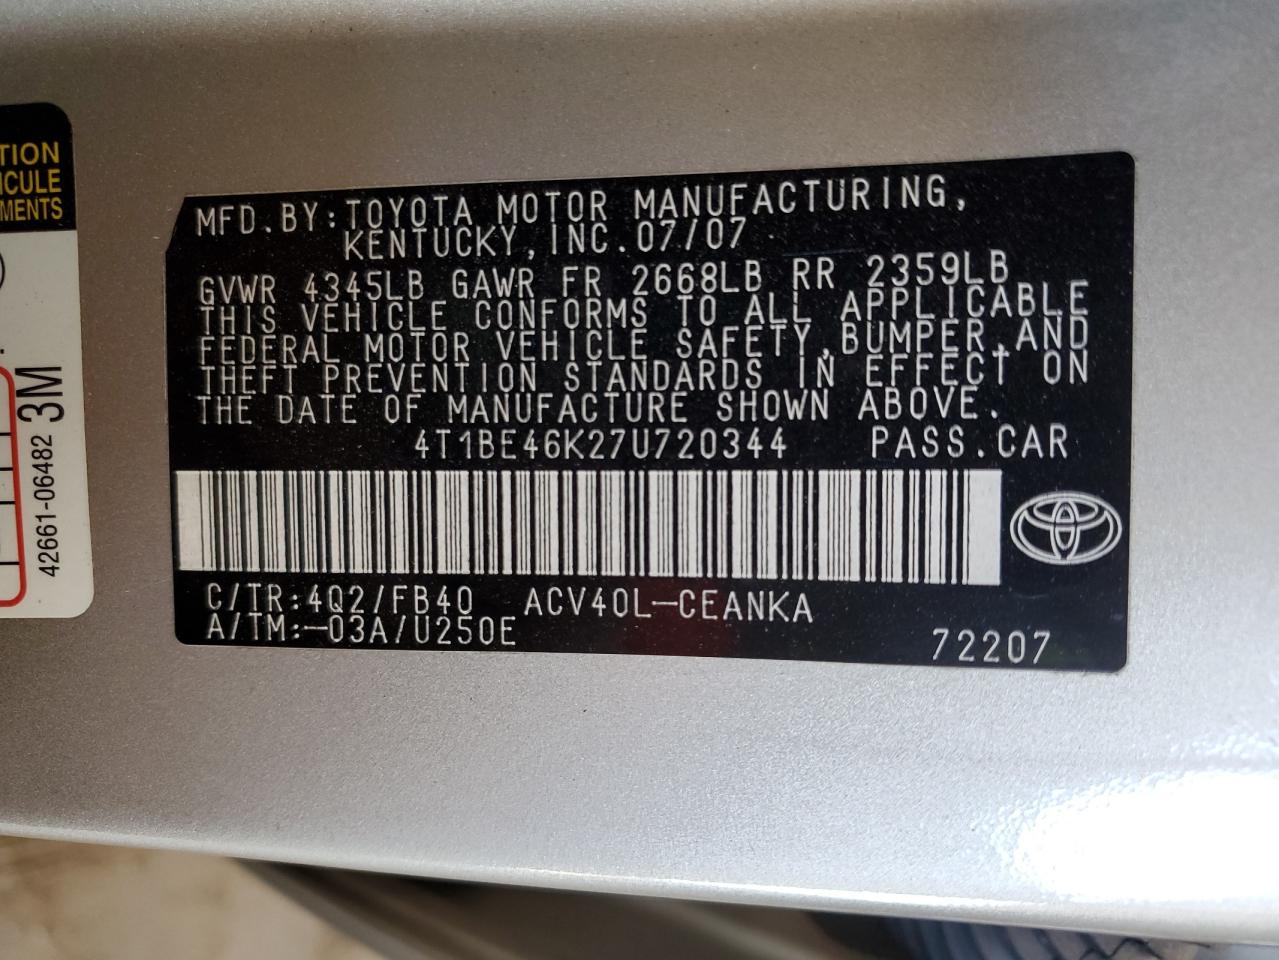 TION
ICULE
MENTS
42661-06482 3M
MFD.BY:TOYOTA MOTOR MANUFACTURING,
KENTUCKY,INC.07/07
GVWR 4345LB GAWR FR 2668LB RR 2359LB
THIS VEHICLE CONFORMS TO ALL APPLICABLE
FEDERAL MOTOR VEHICLE SAFETY,BUMPER,AND
THEFT PREVENTION STANDARDS IN EFFECT ON
THE DATE OF MANUFACTURE SHOWN ABOVE.
4T1BE46K27U720344 PASS.CAR
C/TR:4Q2/FB40 ACV40L-CEANKA
A/TM:-03A/U250E
72207